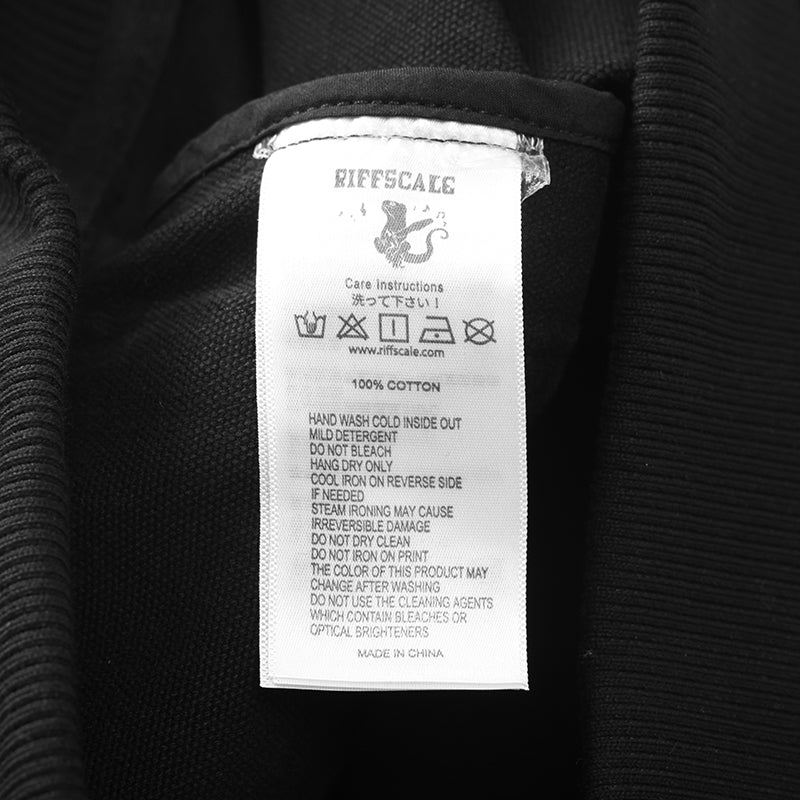 RIFFSCALE
Care Instructions
洗って下さい!
www.riffscale.com
100% COTTON
HAND WASH COLD INSIDE OUT
MILD DETERGENT
DO NOT BLEACH
HANG DRY ONLY
COOL IRON ON REVERSE SIDE
IF NEEDED
STEAM IRONING MAY CAUSE
IRREVERSIBLE DAMAGE
DO NOT DRY CLEAN
DO NOT IRON ON PRINT
THE COLOR OF THIS PRODUCT MAY
CHANGE AFTER WASHING
DO NOT USE THE CLEANING AGENTS
WHICH CONTAIN BLEACHES OR
OPTICAL BRIGHTENERS
MADE IN CHINA